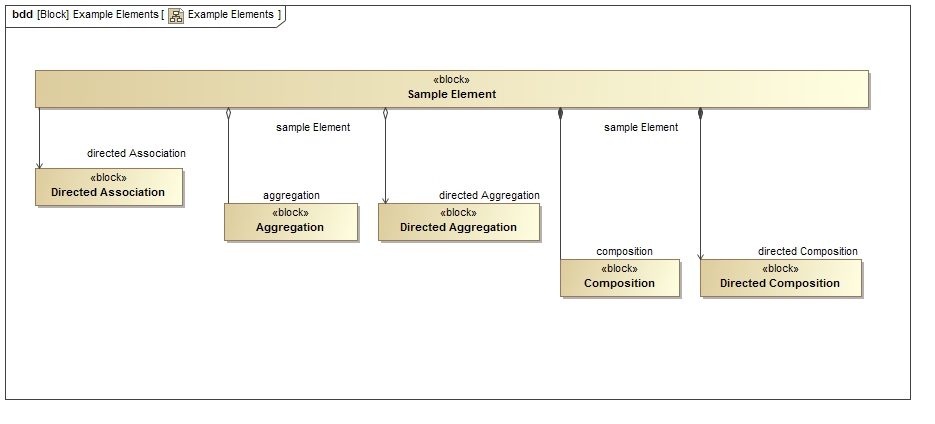 bdd [Block] Example Elements [ Example Elements ]
«block»
Sample Element
sample Element
sample Element
directed Association
«block»
Directed Association
aggregation
«block»
Aggregation
directed Aggregation
«block»
Directed Aggregation
composition
«block»
Composition
directed Composition
«block»
Directed Composition